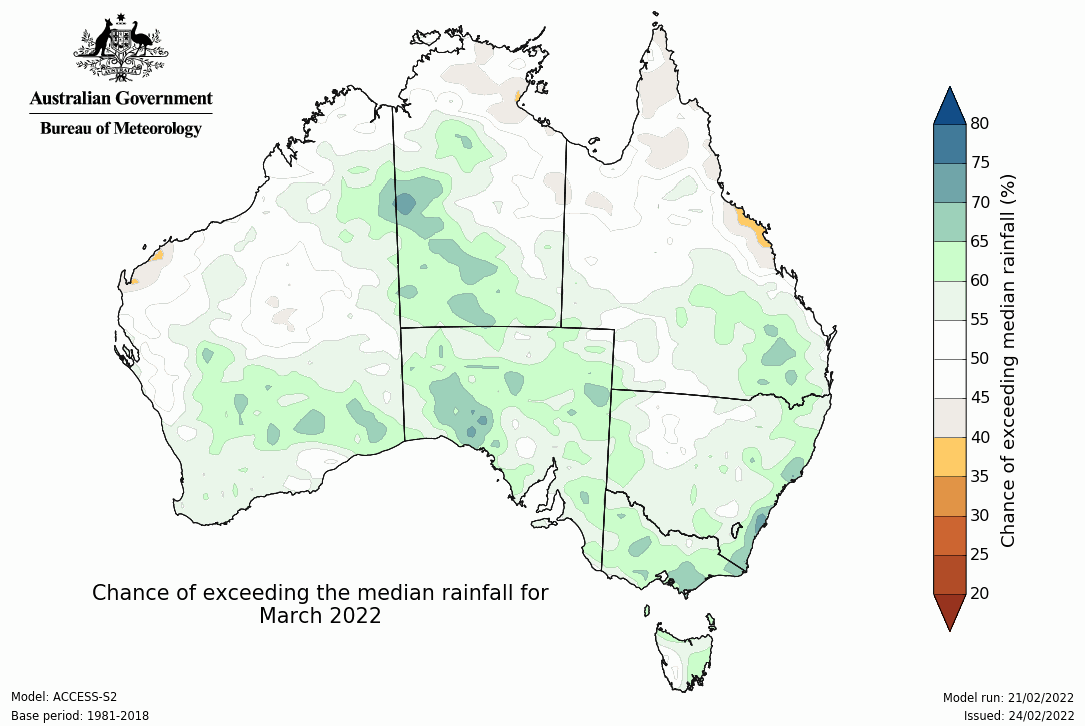 AUSTRALIA
Australian Government
Bureau of Meteorology
80
75
70
65
60
55
50
45
40
35
30
25
20
Chance of exceeding median rainfall (%)
Chance of exceeding the median rainfall for
March 2022
Model: ACCESS-S2
Base period: 1981-2018
Model run: 21/02/2022
Issued: 24/02/2022